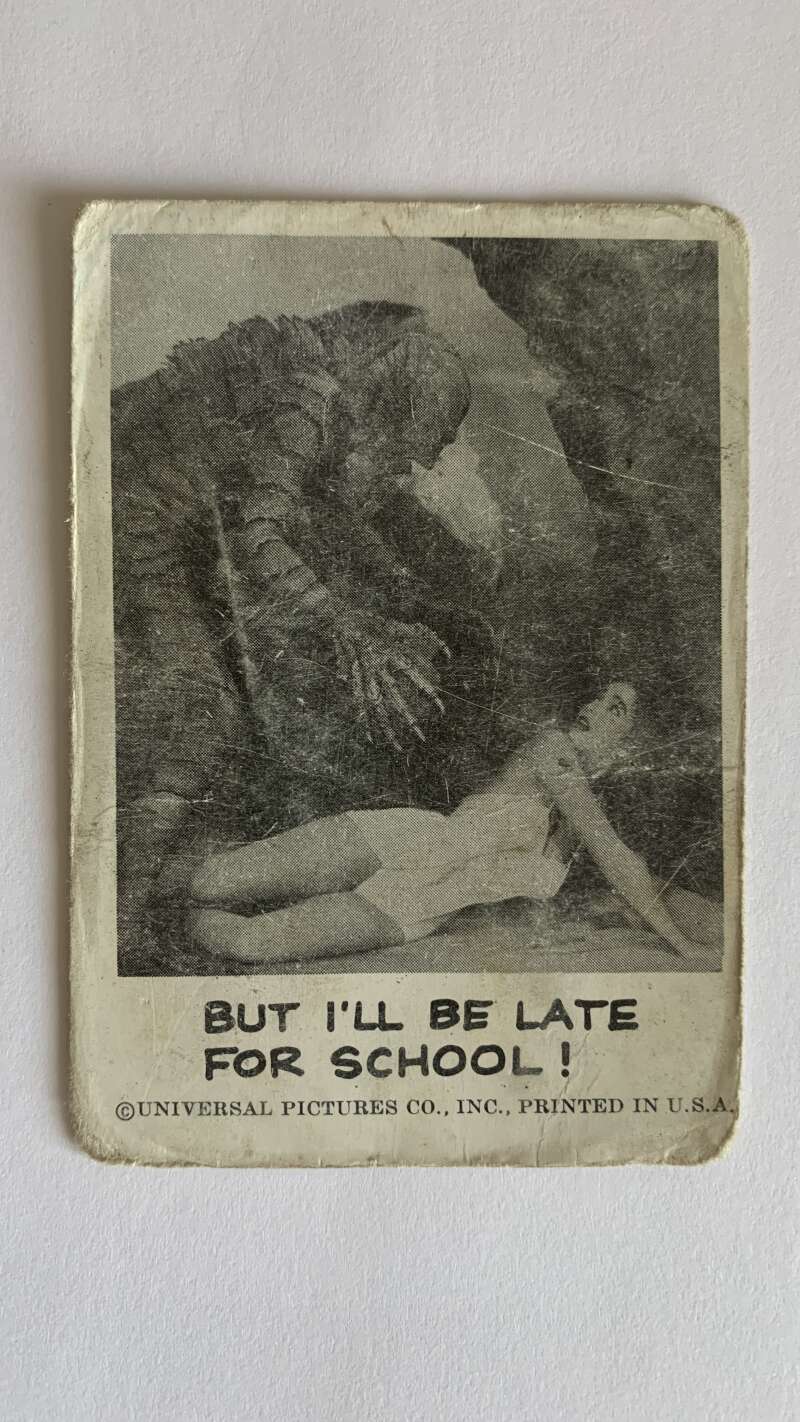 BUT I'LL BE LATE
FOR SCHOOL!
©UNIVERSAL PICTURES CO., INC., PRINTED IN U.S.A.